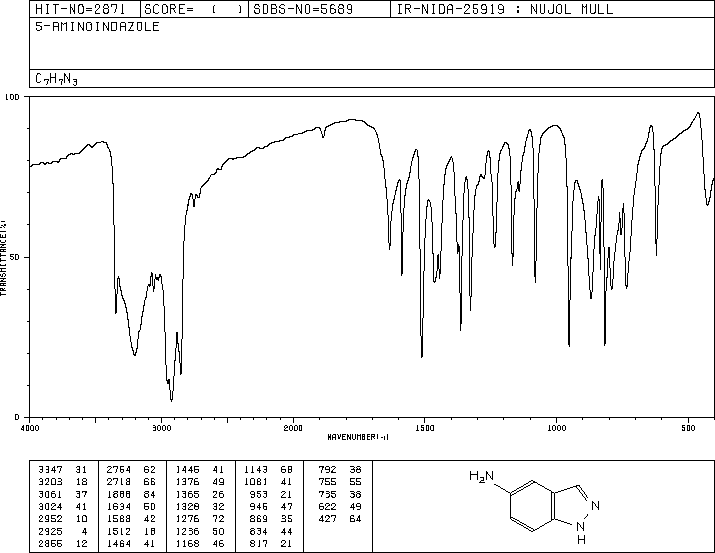 HIT-NO=2871 SCORE= ( ) SDBS-NO=5689 IR-NIDA-25919 : NUJOL MULL
5-AMINOINDAZOLE
C₇H₇N₃
100
50
0
TRANSMITTANCE(%)
4000 3000 2000 1500 1000 500
WAVENUMBER(-1)
3347 31 2764 62 1446 41 1143 68 792 38
3203 18 2718 66 1376 49 1081 41 755 55
3061 37 1888 84 1365 26 953 21 735 38
3024 41 1634 50 1328 32 945 47 622 49
2952 10 1588 42 1276 72 869 35 427 64
2925 4 1512 18 1236 50 834 44
2855 12 1464 41 1168 46 817 21
H₂N
N
N
H